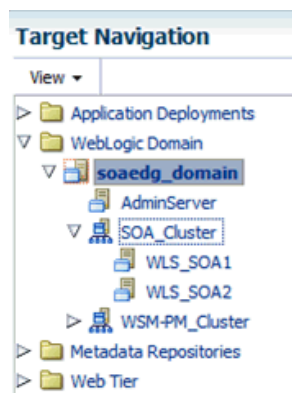 Target Navigation
View
Application Deployments
WebLogic Domain
soaedg_domain
AdminServer
SOA_Cluster
WLS_SOA1
WLS_SOA2
WSM-PM_Cluster
Metadata Repositories
Web Tier